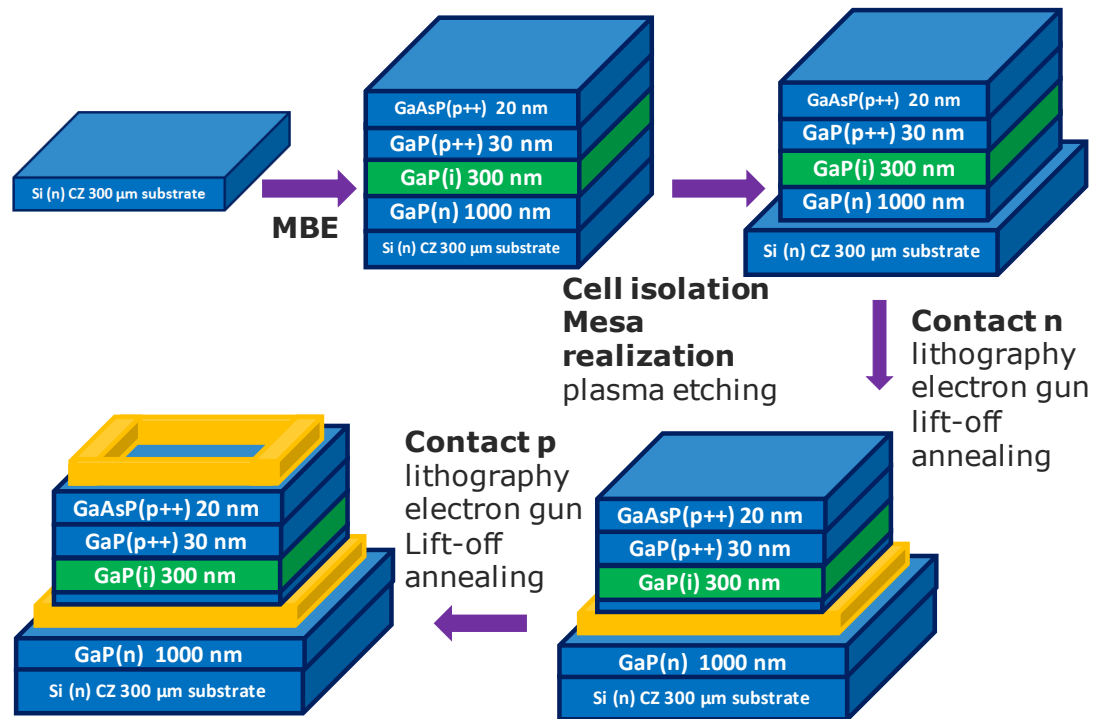 Si (n) CZ 300 µm substrate
MBE
GaAsP(p++) 20 nm
GaP(p++) 30 nm
GaP(i) 300 nm
GaP(n) 1000 nm
Si (n) CZ 300 µm substrate
GaAsP(p++) 20 nm
GaP(p++) 30 nm
GaP(i) 300 nm
GaP(n) 1000 nm
Si (n) CZ 300 µm substrate
Cell isolation
Mesa
realization
plasma etching
Contact n
lithography
electron gun
lift-off
annealing
GaAsP(p++) 20 nm
GaP(p++) 30 nm
GaP(i) 300 nm
GaP(n) 1000 nm
Si (n) CZ 300 µm substrate
Contact p
lithography
electron gun
Lift-off
annealing
GaAsP(p++) 20 nm
GaP(p++) 30 nm
GaP(i) 300 nm
GaP(n) 1000 nm
Si (n) CZ 300 µm substrate